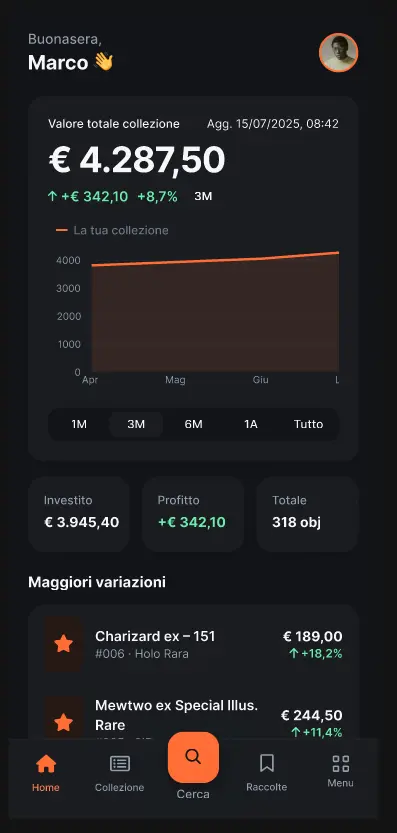 Buonasera,
Marco 👋
Valore totale collezione
Agg. 15/07/2025, 08:42
€ 4.287,50
↑ +€ 342,10 +8,7% 3M
La tua collezione
4000
3000
2000
1000
0
Apr Mag Giu L
1M 3M 6M 1A Tutto
Investito
€ 3.945,40
Profitto
+€ 342,10
Totale
318 obj
Maggiori variazioni
Charizard ex – 151
#006 · Holo Rara
€ 189,00
↑ +18,2%
Mewtwo ex Special Illus.
Rare
€ 244,50
↑ +11,4%
Home
Collezione
Cerca
Raccolte
Menu